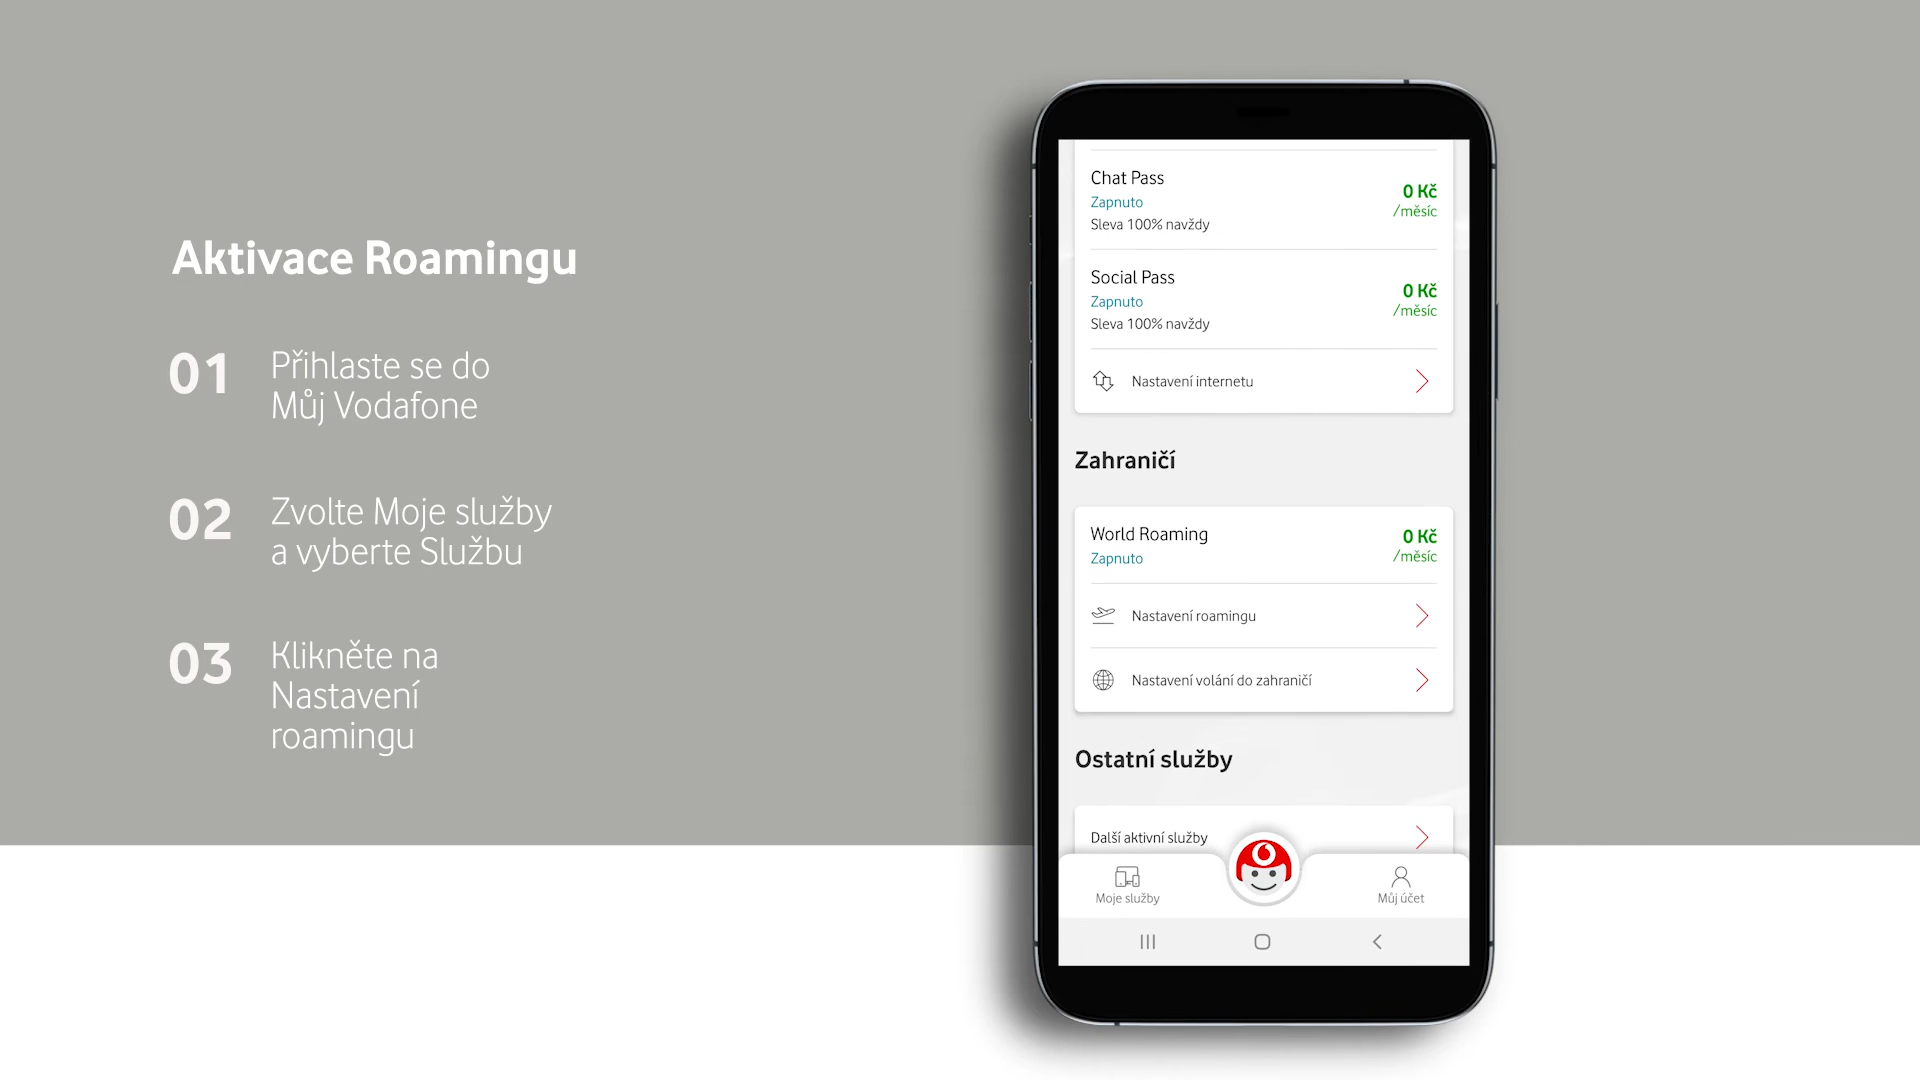 Aktivace Roamingu
01 Přihlaste se do
Můj Vodafone
02 Zvolte Moje služby
a vyberte Službu
03 Klikněte na
Nastavení
roamingu
Chat Pass
Zapnuto
Sleva 100% navždy
0 Kč
/měsíc
Social Pass
Zapnuto
Sleva 100% navždy
0 Kč
/měsíc
Nastavení internetu
Zahraničí
World Roaming
Zapnuto
0 Kč
/měsíc
Nastavení roamingu
Nastavení volání do zahraničí
Ostatní služby
Další aktivní služby
Moje služby
Můj účet